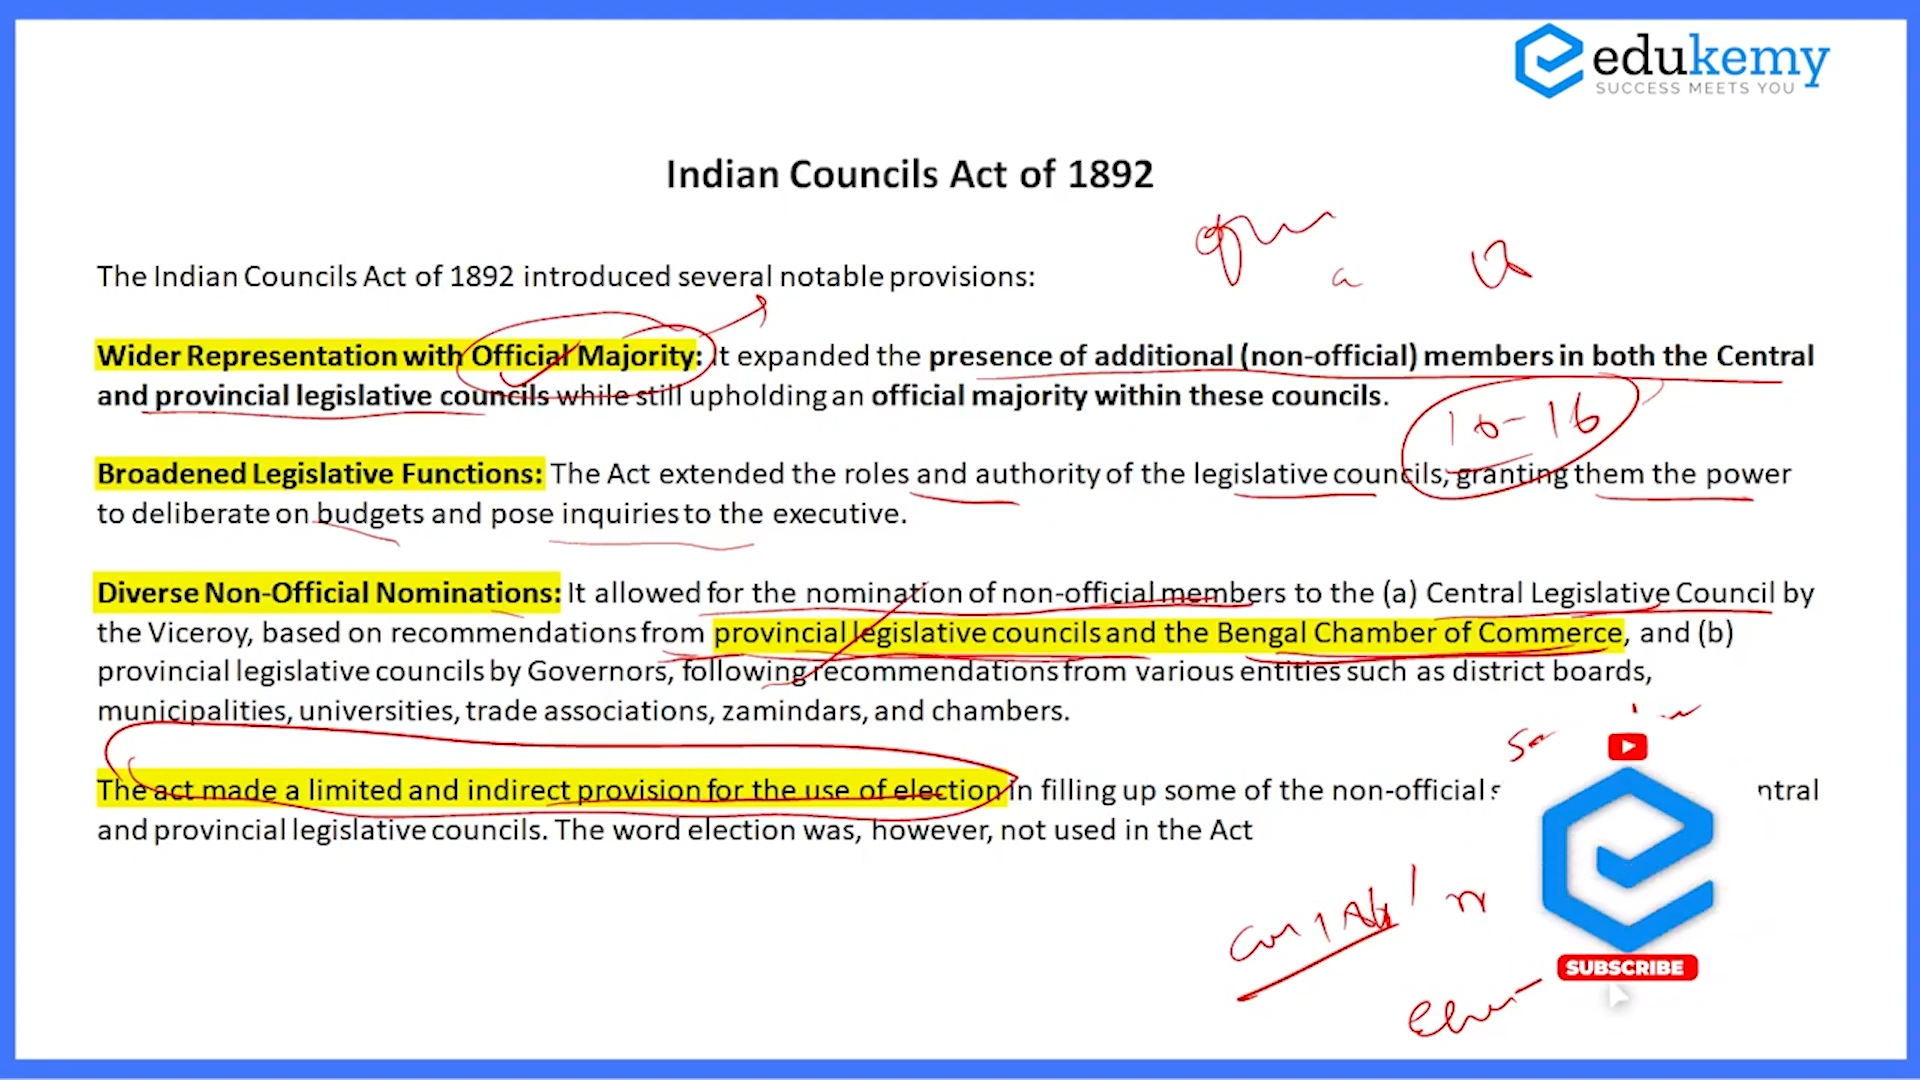 edukemy
SUCCESS MEETS YOU
Indian Councils Act of 1892
The Indian Councils Act of 1892 introduced several notable provisions:
Wider Representation with Official Majority: It expanded the presence of additional (non-official) members in both the Central
and provincial legislative councils while still upholding an official majority within these councils.
10-16
Broadened Legislative Functions: The Act extended the roles and authority of the legislative councils, granting them the power
to deliberate on budgets and pose inquiries to the executive.
Diverse Non-Official Nominations: It allowed for the nomination of non-official members to the (a) Central Legislative Council by
the Viceroy, based on recommendations from provincial legislative councils and the Bengal Chamber of Commerce, and (b)
provincial legislative councils by Governors, following recommendations from various entities such as district boards,
municipalities, universities, trade associations, zamindars, and chambers.
The act made a limited and indirect provision for the use of election in filling up some of the non-official s ntral
and provincial legislative councils. The word election was, however, not used in the Act
SUBSCRIBE